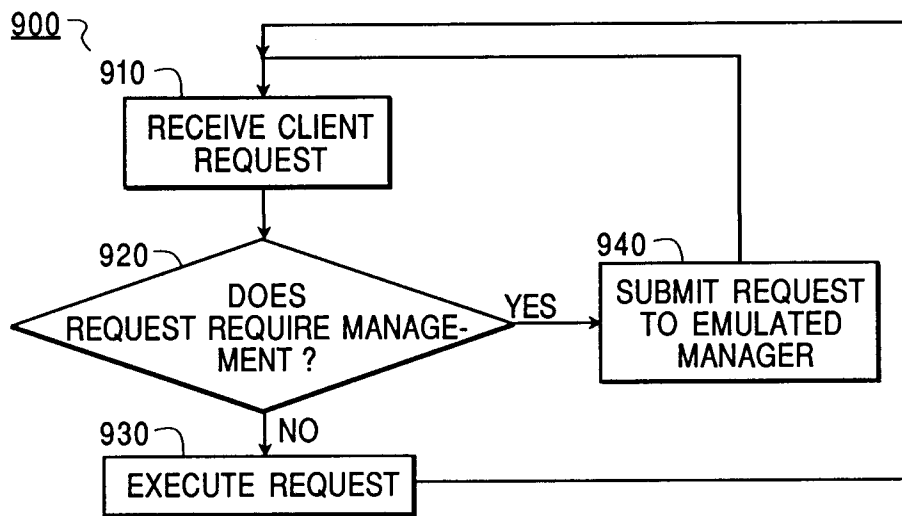 900
910
RECEIVE CLIENT
REQUEST
920
DOES
REQUEST REQUIRE MANAGE-
MENT ?
YES
940
SUBMIT REQUEST
TO EMULATED
MANAGER
NO
930
EXECUTE REQUEST